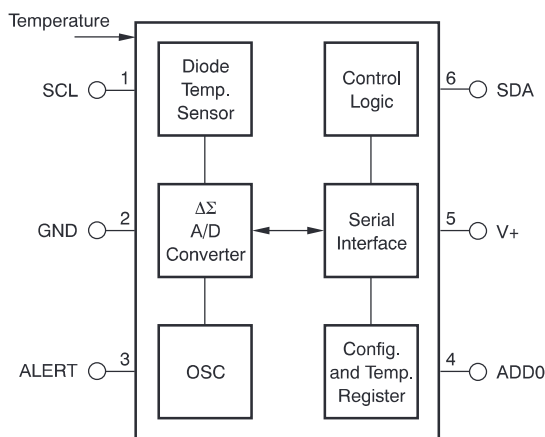 Temperature
1
SCL
Diode
Temp.
Sensor
Control
Logic
6
SDA
2
GND
ΔΣ
A/D
Converter
Serial
Interface
5
V+
3
ALERT
OSC
Config.
and Temp.
Register
4
ADD0